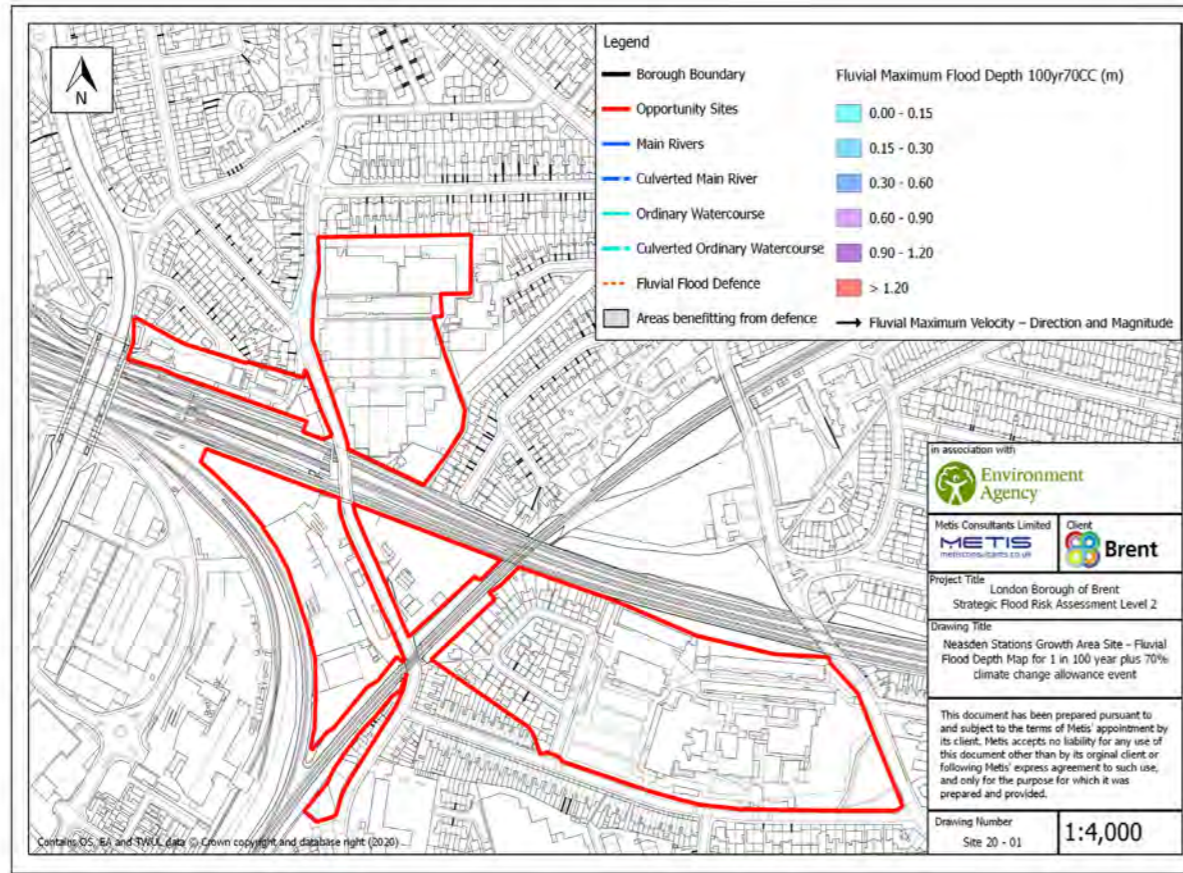 N
Legend
Borough Boundary
Opportunity Sites
Main Rivers
Culverted Main River
Ordinary Watercourse
Culverted Ordinary Watercourse
Fluvial Flood Defence
Areas benefitting from defence
Fluvial Maximum Flood Depth 100yr70CC (m)
0.00 - 0.15
0.15 - 0.30
0.30 - 0.60
0.60 - 0.90
0.90 - 1.20
> 1.20
Fluvial Maximum Velocity – Direction and Magnitude
in association with
Environment
Agency
Metis Consultants Limited
METIS
metisconsultants.co.uk
Client
Brent
Project Title
London Borough of Brent
Strategic Flood Risk Assessment Level 2
Drawing Title
Neasden Stations Growth Area Site – Fluvial
Flood Depth Map for 1 in 100 year plus 70%
climate change allowance event
This document has been prepared pursuant to
and subject to the terms of Metis' appointment by
its client. Metis accepts no liability for any use of
this document other than by its orginal client or
following Metis' express agreement to such use,
and only for the purpose for which it was
prepared and provided.
Drawing Number
Site 20 - 01
1:4,000
Contains OS, EA and TWUL data © Crown copyright and database right (2020)